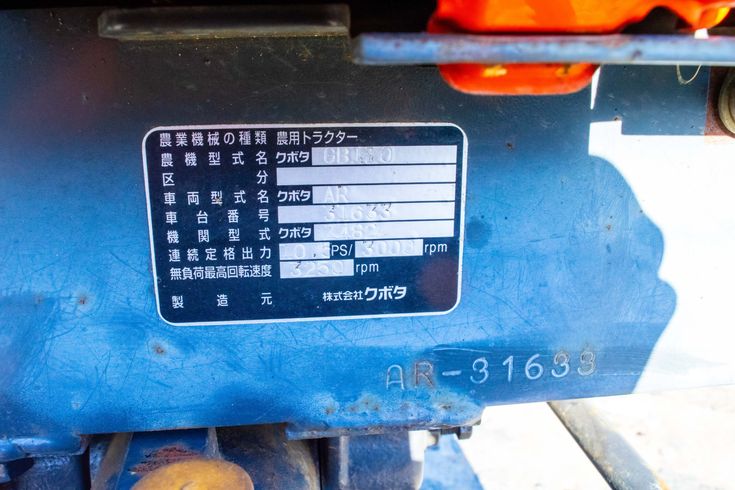 農業機械の種類 農用トラクター
農機型式名 クボタ
区分
車両型式名 クボタ AR
車台番号 31633
機関型式 クボタ
連続定格出力 PS/ 3000 rpm
無負荷最高回転速度 3250 rpm
製造元 株式会社クボタ
AR-31633